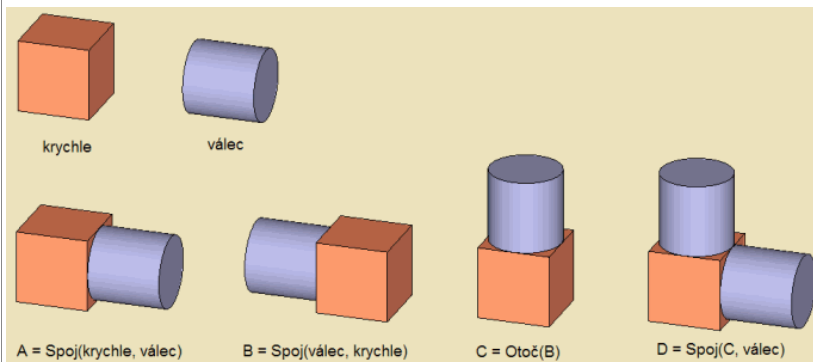 krychle
válec
A = Spoj(krychle, válec)
B = Spoj(válec, krychle)
C = Otoč(B)
D = Spoj(C, válec)